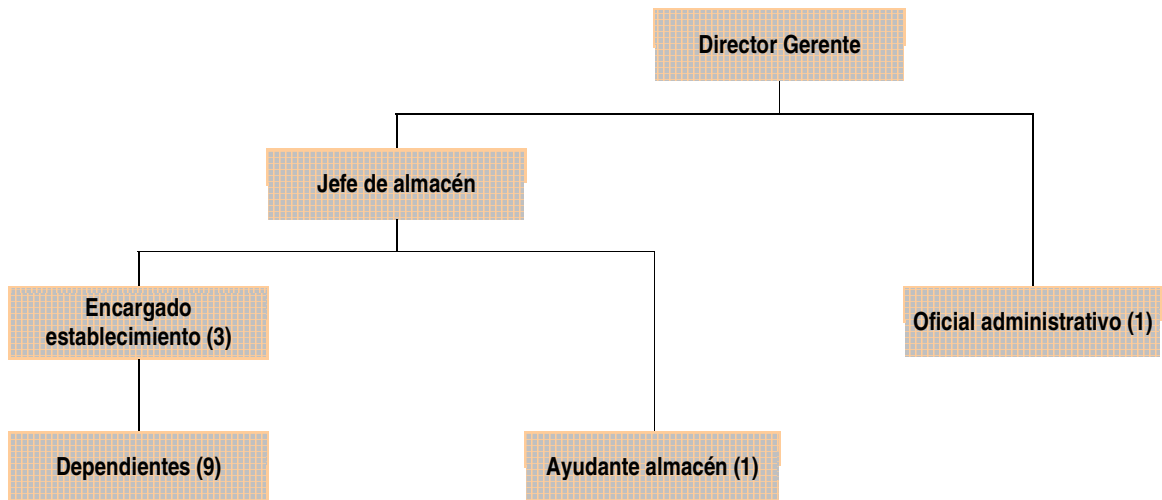 Director Gerente
Jefe de almacén
Encargado
establecimiento (3)
Oficial administrativo (1)
Dependientes (9)
Ayudante almacén (1)